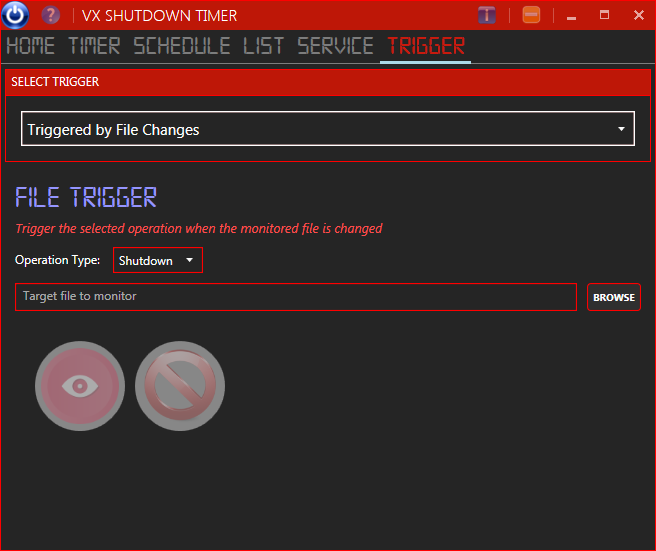 VX SHUTDOWN TIMER
HOME TIMER SCHEDULE LIST SERVICE TRIGGER
SELECT TRIGGER
Triggered by File Changes
FILE TRIGGER
Trigger the selected operation when the monitored file is changed
Operation Type: Shutdown
Target file to monitor BROWSE